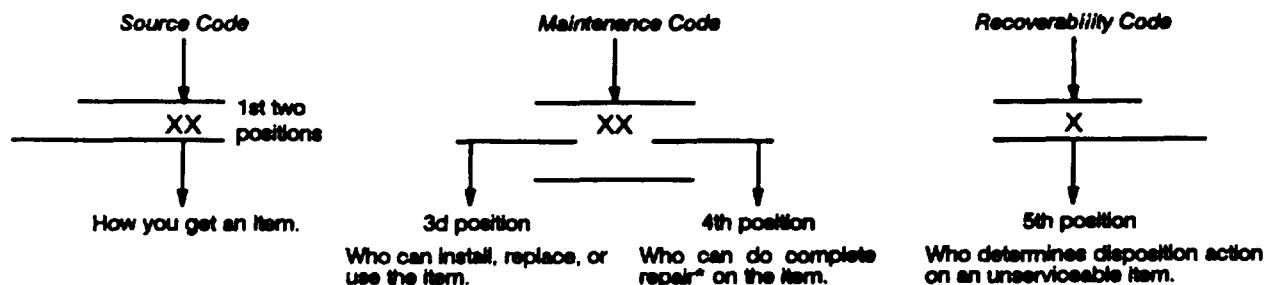 Source Code
Maintenance Code
Recoverability Code
XX
1st two
positions
XX
X
How you get an item.
3d position
4th position
5th position
Who can install, replace, or
use the item.
Who can do complete
repair* on the item.
Who determines disposition action
on an unserviceable item.